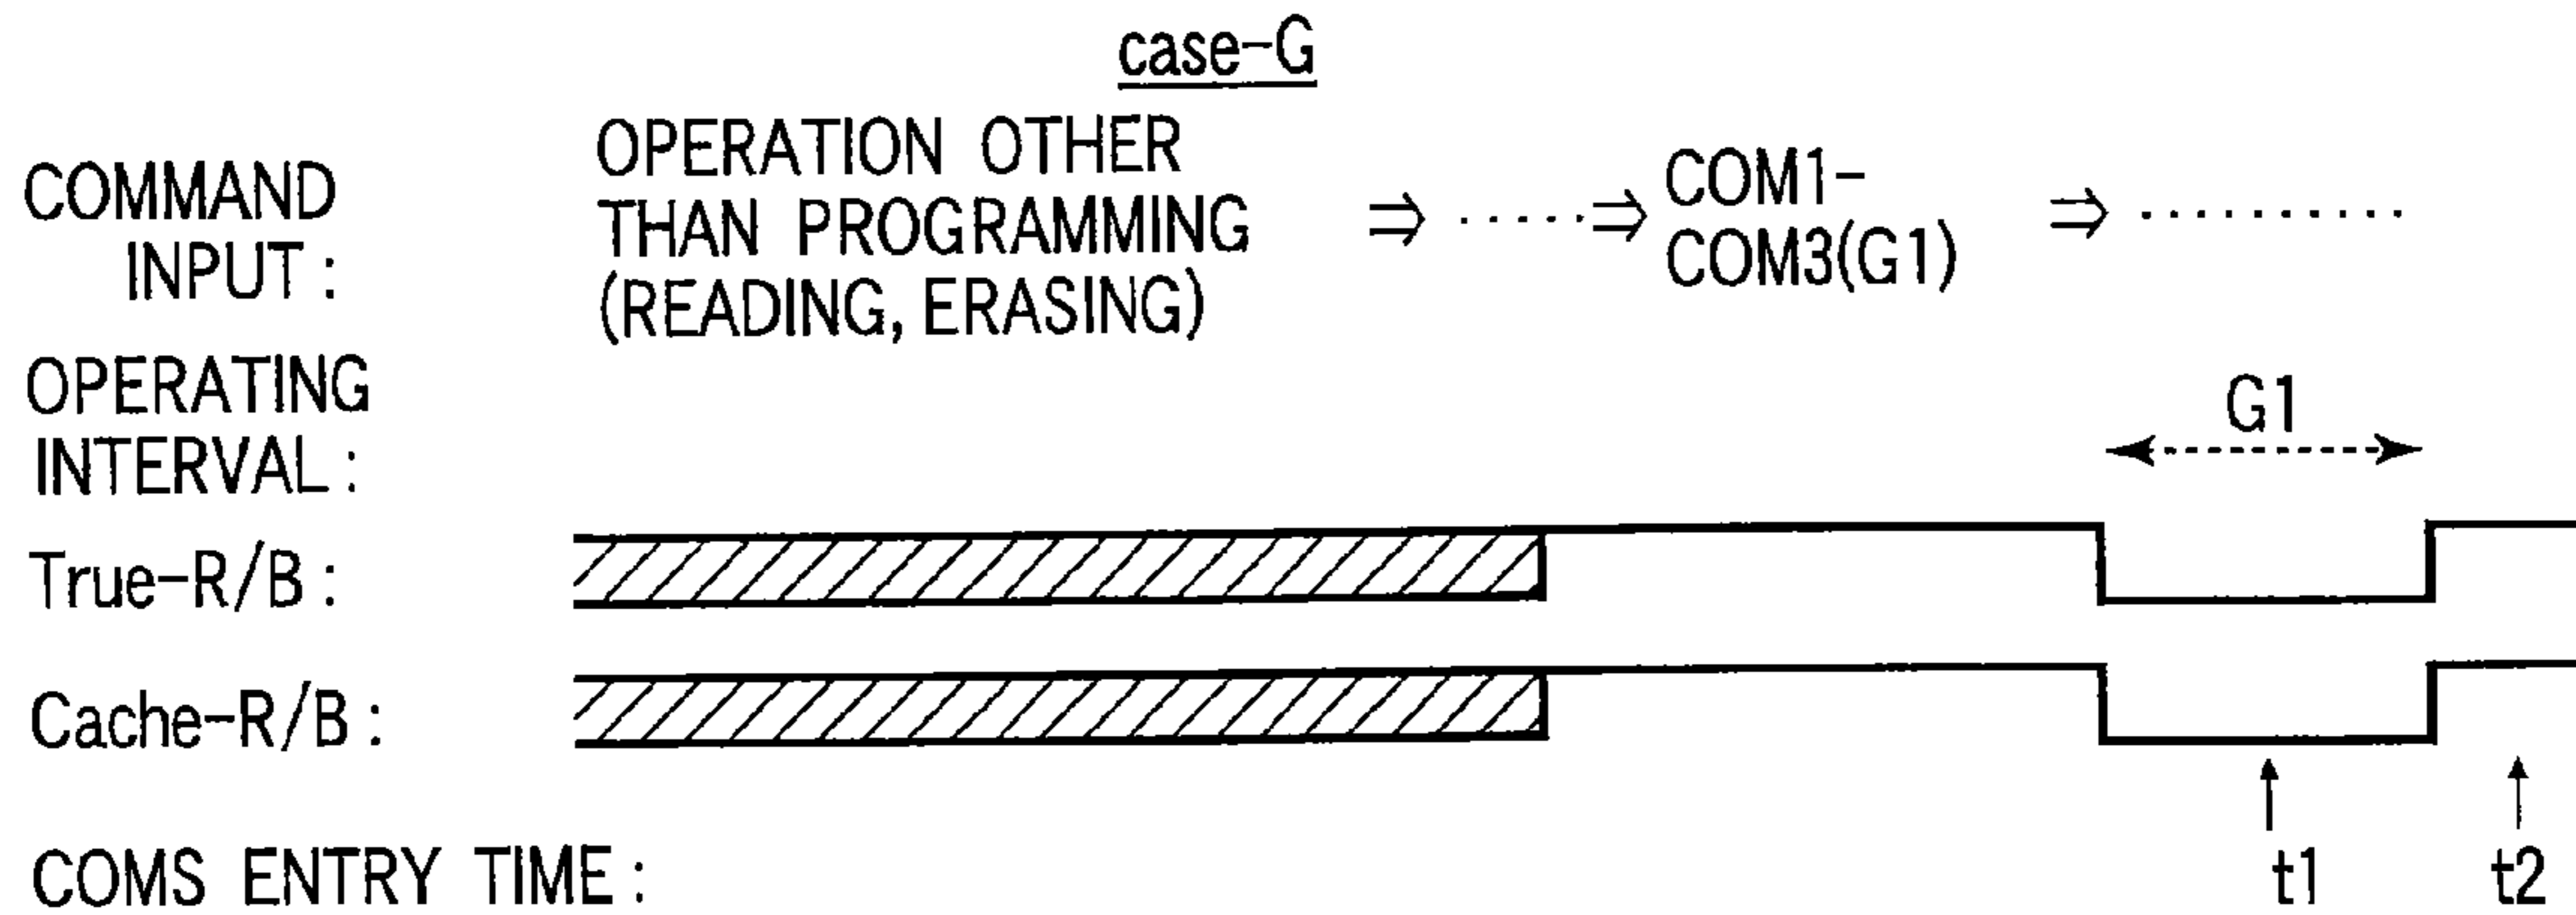 case-G
COMMAND INPUT :
OPERATION OTHER THAN PROGRAMMING (READING, ERASING)
⇒ ····· ⇒
COM1-
COM3(G1)
⇒ ·········
OPERATING INTERVAL :
G1
True-R/B :
Cache-R/B :
COMS ENTRY TIME :
t1
t2